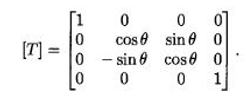 [T] = [1 0 0 0
0 cos θ sin θ 0
0 − sin θ cos θ 0
0 0 0 1] .